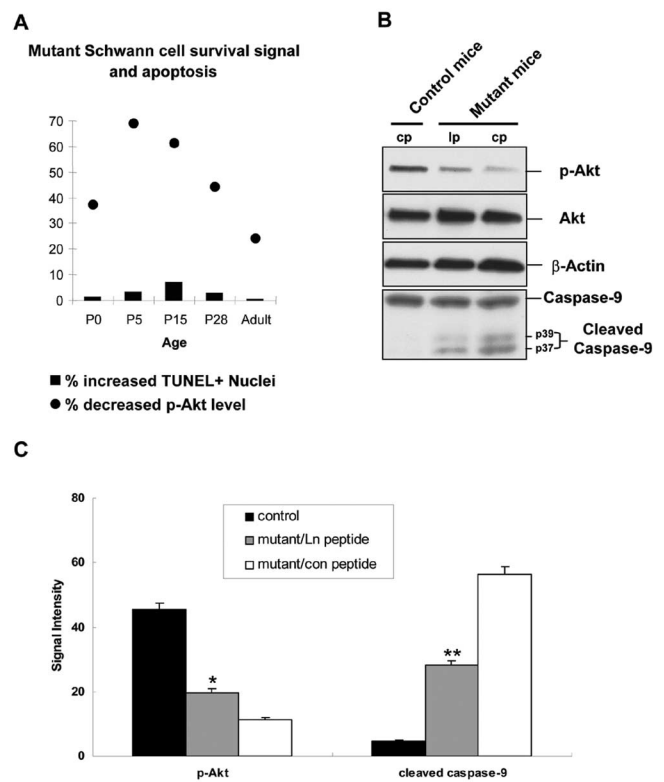 A
Mutant Schwann cell survival signal
and apoptosis
70
60
50
40
30
20
10
0
P0 P5 P15 P28 Adult
Age
■ % increased TUNEL+ Nuclei
● % decreased p-Akt level
B
Control mice
Mutant mice
cp lp cp
p-Akt
Akt
β-Actin
Caspase-9
p39
p37
Cleaved
Caspase-9
C
80
60
40
20
0
Signal Intensity
control
mutant/Ln peptide
mutant/con peptide
*
**
p-Akt cleaved caspase-9